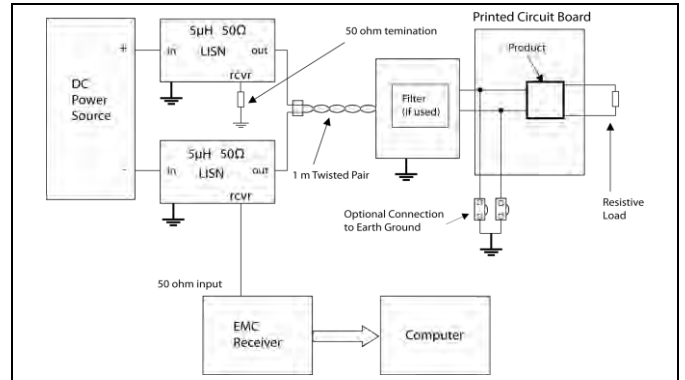 Printed Circuit Board
5µH 50Ω
in
LISN
out
rcvr
+
50 ohm temination
Product
DC
Power
Source
Filter
(if used)
5µH 50Ω
in
LISN
out
rcvr
-
1 m Twisted Pair
Optional Connection
to Earth Ground
Resistive
Load
50 ohm input
EMC
Receiver
Computer